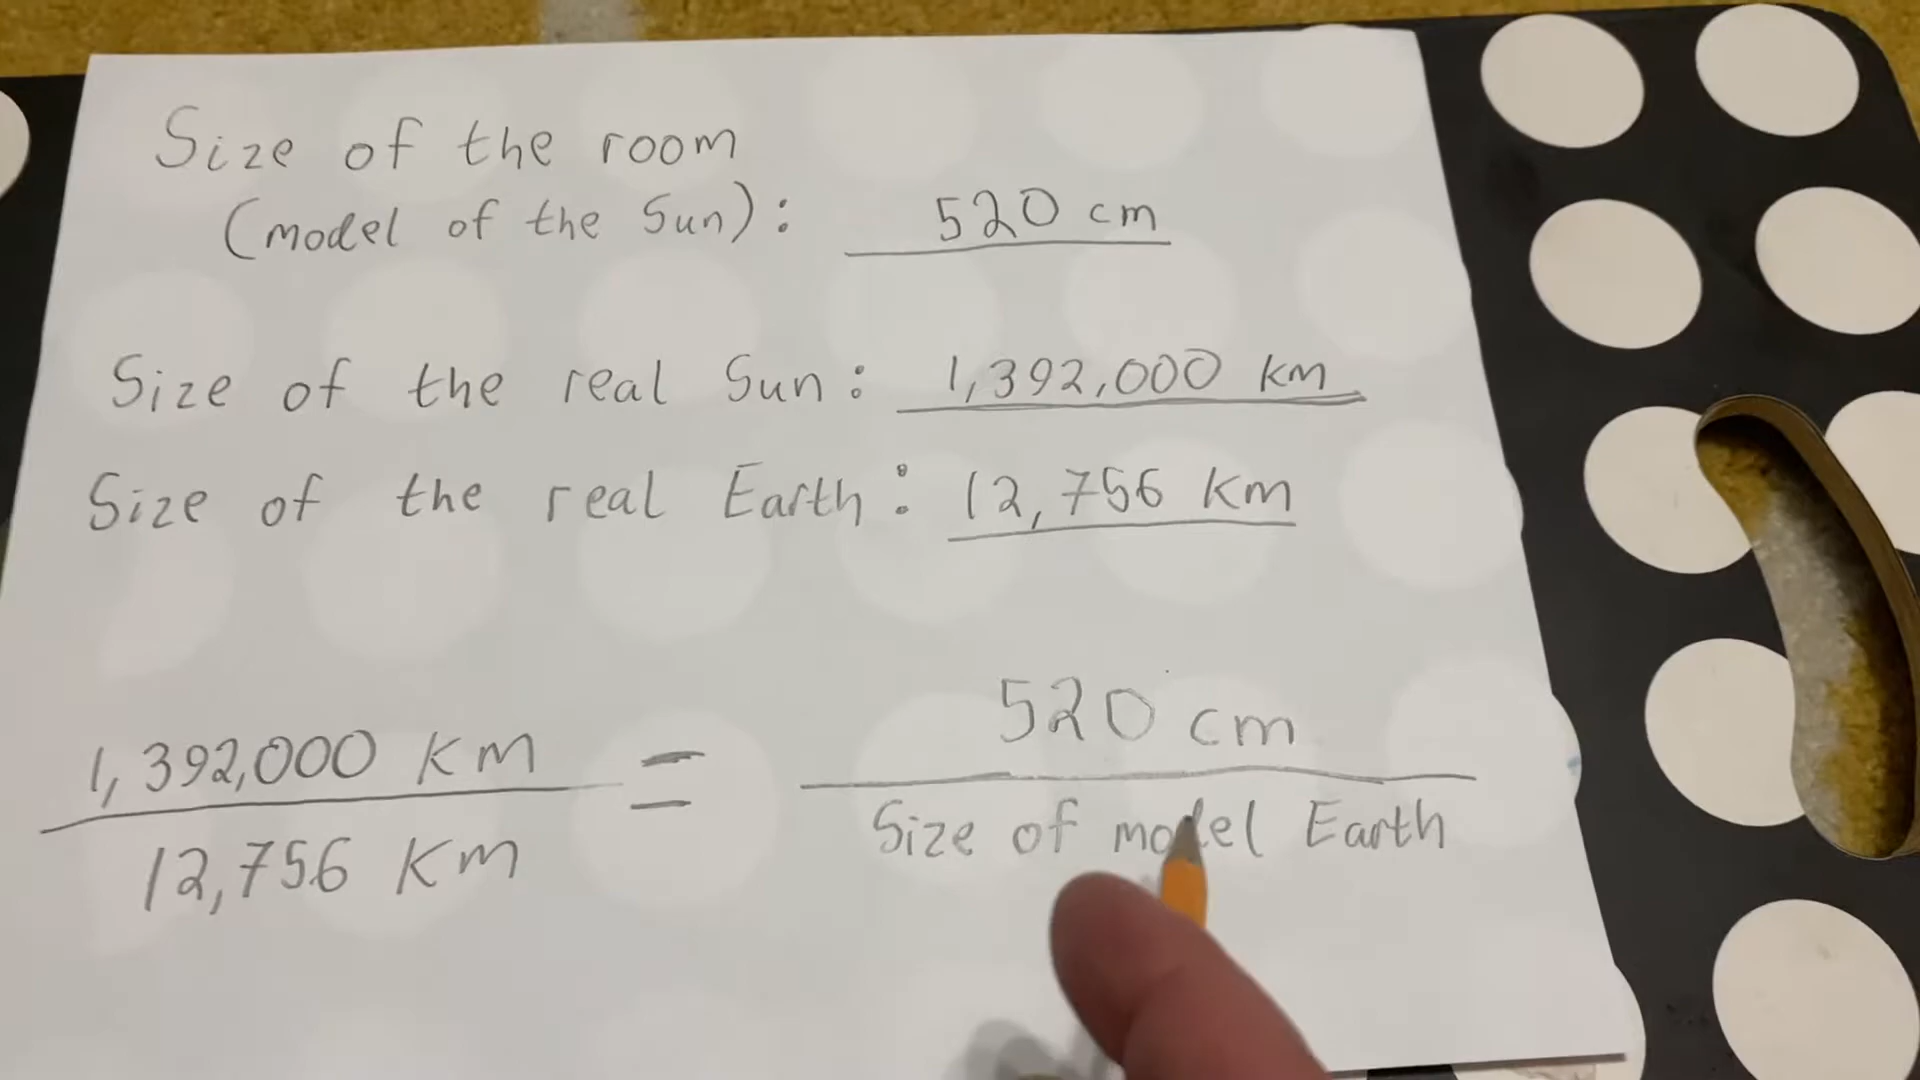 Size of the room
(model of the Sun): 520 cm
Size of the real Sun: 1,392,000 km
Size of the real Earth: 12,756 km
1,392,000 km = 520 cm
12,756 km Size of model Earth